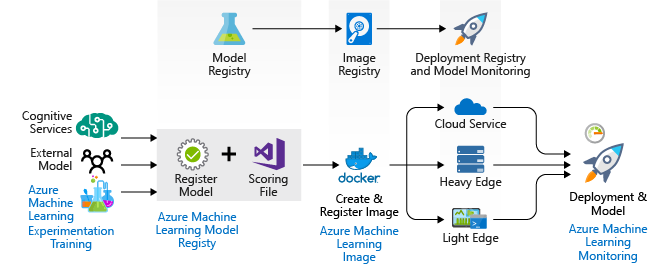 Model
Registry
Image
Registry
Deployment Registry
and Model Monitoring
Cognitive
Services
External
Model
Azure
Machine
Learning
Experimentation
Training
Register
Model
+
Scoring
File
Azure Machine
Learning Model
Registy
docker
Create &
Register Image
Azure Machine
Learning
Image
Cloud Service
Heavy Edge
Light Edge
Deployment &
Model
Azure Machine
Learning
Monitoring